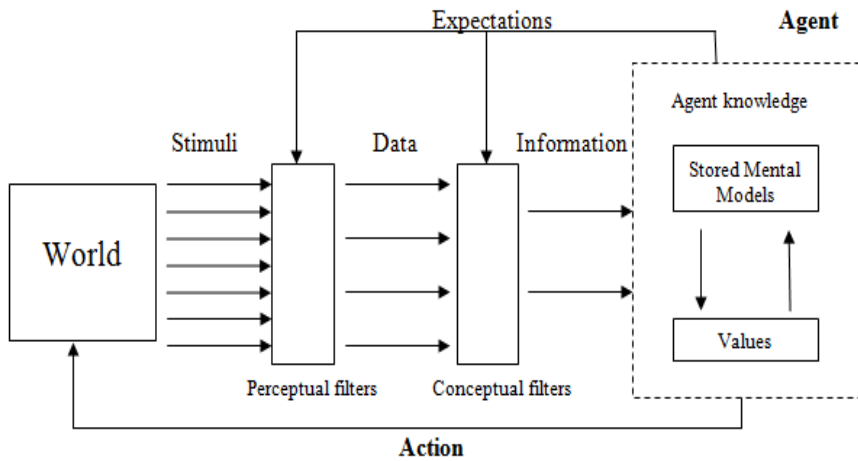 Expectations
Agent
Agent knowledge
Stimuli
Data
Information
Stored Mental
Models
World
Values
Perceptual filters
Conceptual filters
Action